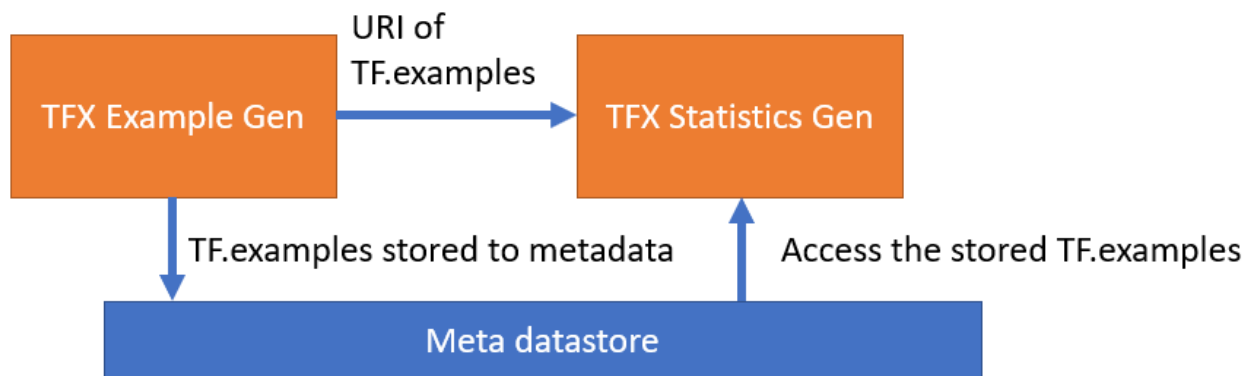 URI of
TF.examples
TFX Example Gen
TFX Statistics Gen
TF.examples stored to metadata
Access the stored TF.examples
Meta datastore